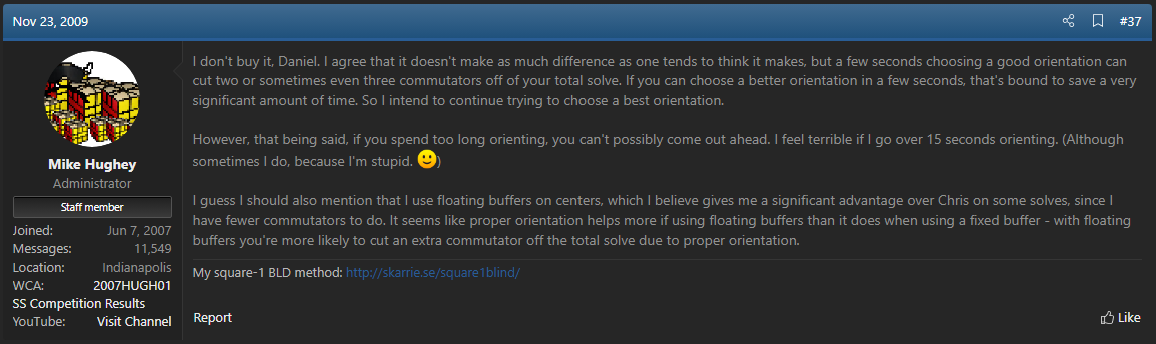 Nov 23, 2009
#37
Mike Hughey
Administrator
Staff member
Joined: Jun 7, 2007
Messages: 11,549
Location: Indianapolis
WCA: 2007HUGH01
SS Competition Results
YouTube: Visit Channel
I don't buy it, Daniel. I agree that it doesn't make as much difference as one tends to think it makes, but a few seconds choosing a good orientation can
cut two or sometimes even three commutators off of your total solve. If you can choose a better orientation in a few seconds, that's bound to save a very
significant amount of time. So I intend to continue trying to choose a best orientation.
However, that being said, if you spend too long orienting, you can't possibly come out ahead. I feel terrible if I go over 15 seconds orienting. (Although
sometimes I do, because I'm stupid. 🙂)
I guess I should also mention that I use floating buffers on centers, which I believe gives me a significant advantage over Chris on some solves, since I
have fewer commutators to do. It seems like proper orientation helps more if using floating buffers than it does when using a fixed buffer - with floating
buffers you're more likely to cut an extra commutator off the total solve due to proper orientation.
My square-1 BLD method: http://skarrie.se/square1blind/
Report
Like